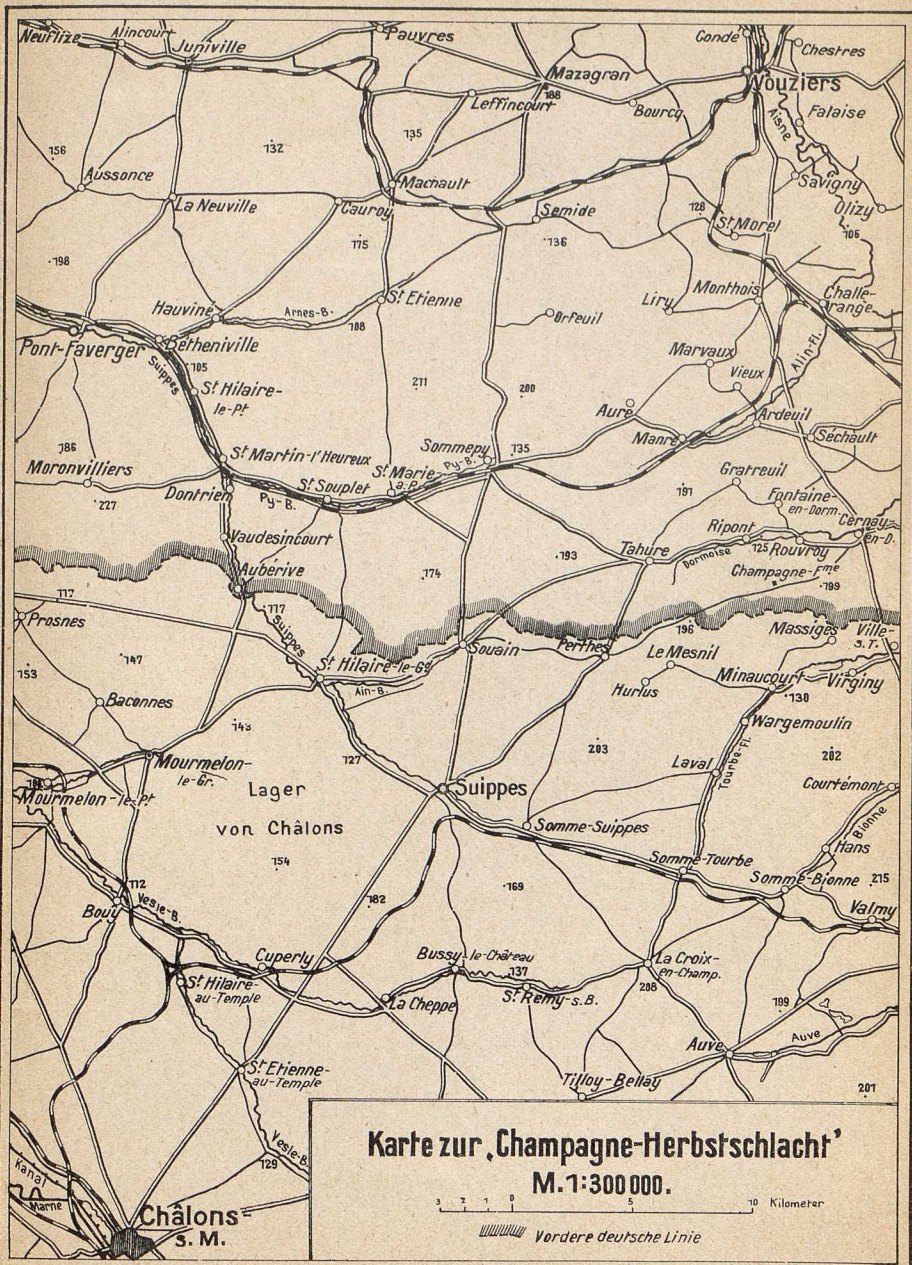 Neuflize
Alincourt
Juniville
Pauvres
Condé
Chestres
Mazagran
188
Vouziers
Leffincourt
Bourcq
Falaise
Aisne
135
132
156
Aussonce
Machault
Savigny
La Neuville
Cauroy
Semide
128
St Morel
Olizy
106
175
136
198
Hauviné
Arnes-B.
St Etienne
108
Liry
Monthois
Challe-
range
Orfeuil
Pont-Faverger
Bétheniville
Suippes
105
St Hilaire-
le-Pt
Marvaux
Vieux
Alin-Fl.
211
200
Aure
Manre
Ardeuil
Séchault
186
St Martin-l'Heureux
Sommepy
135
Moronvilliers
227
Dontrien
Py-B.
St Souplet
St Marie-
a-P.
Py-B.
Gratreuil
191
Fontaine-
en-Dorm.
Vaudesincourt
Ripont
Cernay-
en-D.
Tahure
Dormoise
125
Rouvroy
193
Aubérive
174
Champagne-Fme
199
117
117
Suippes
Prosnes
196
Massiges
Ville-
s.T.
147
153
St Hilaire-le-Gd
Souain
Perthes
Le Mesnil
Ain-B.
Hurlus
Minaucourt
130
Virginy
Baconnes
143
Wargemoulin
127
203
202
Mourmelon-
le-Gr.
Laval
Tourbe-Fl.
Mourmelon-le-Pt
Lager
von Châlons
Suippes
Courtémont
Somme-Suippes
Bionne
Hans
154
Somme-Tourbe
Somme-Bionne
215
112
Vesle-B.
182
169
Valmy
Bouy
Cuperly
Bussy-le-Château
La Croix-
en-Champ.
St Hilaire-
au-Temple
137
St Remy-s.B.
208
La Cheppe
199
Auve
Auve
St Etienne-
au-Temple
Tilloy-Bellay
201
Vesle-B.
129
Kanal
Marne
Châlons-
s. M.
Karte zur ‚Champagne-Herbstschlacht’
M. 1:300 000.
3 2 1 0 5 10 Kilometer
Vordere deutsche Linie